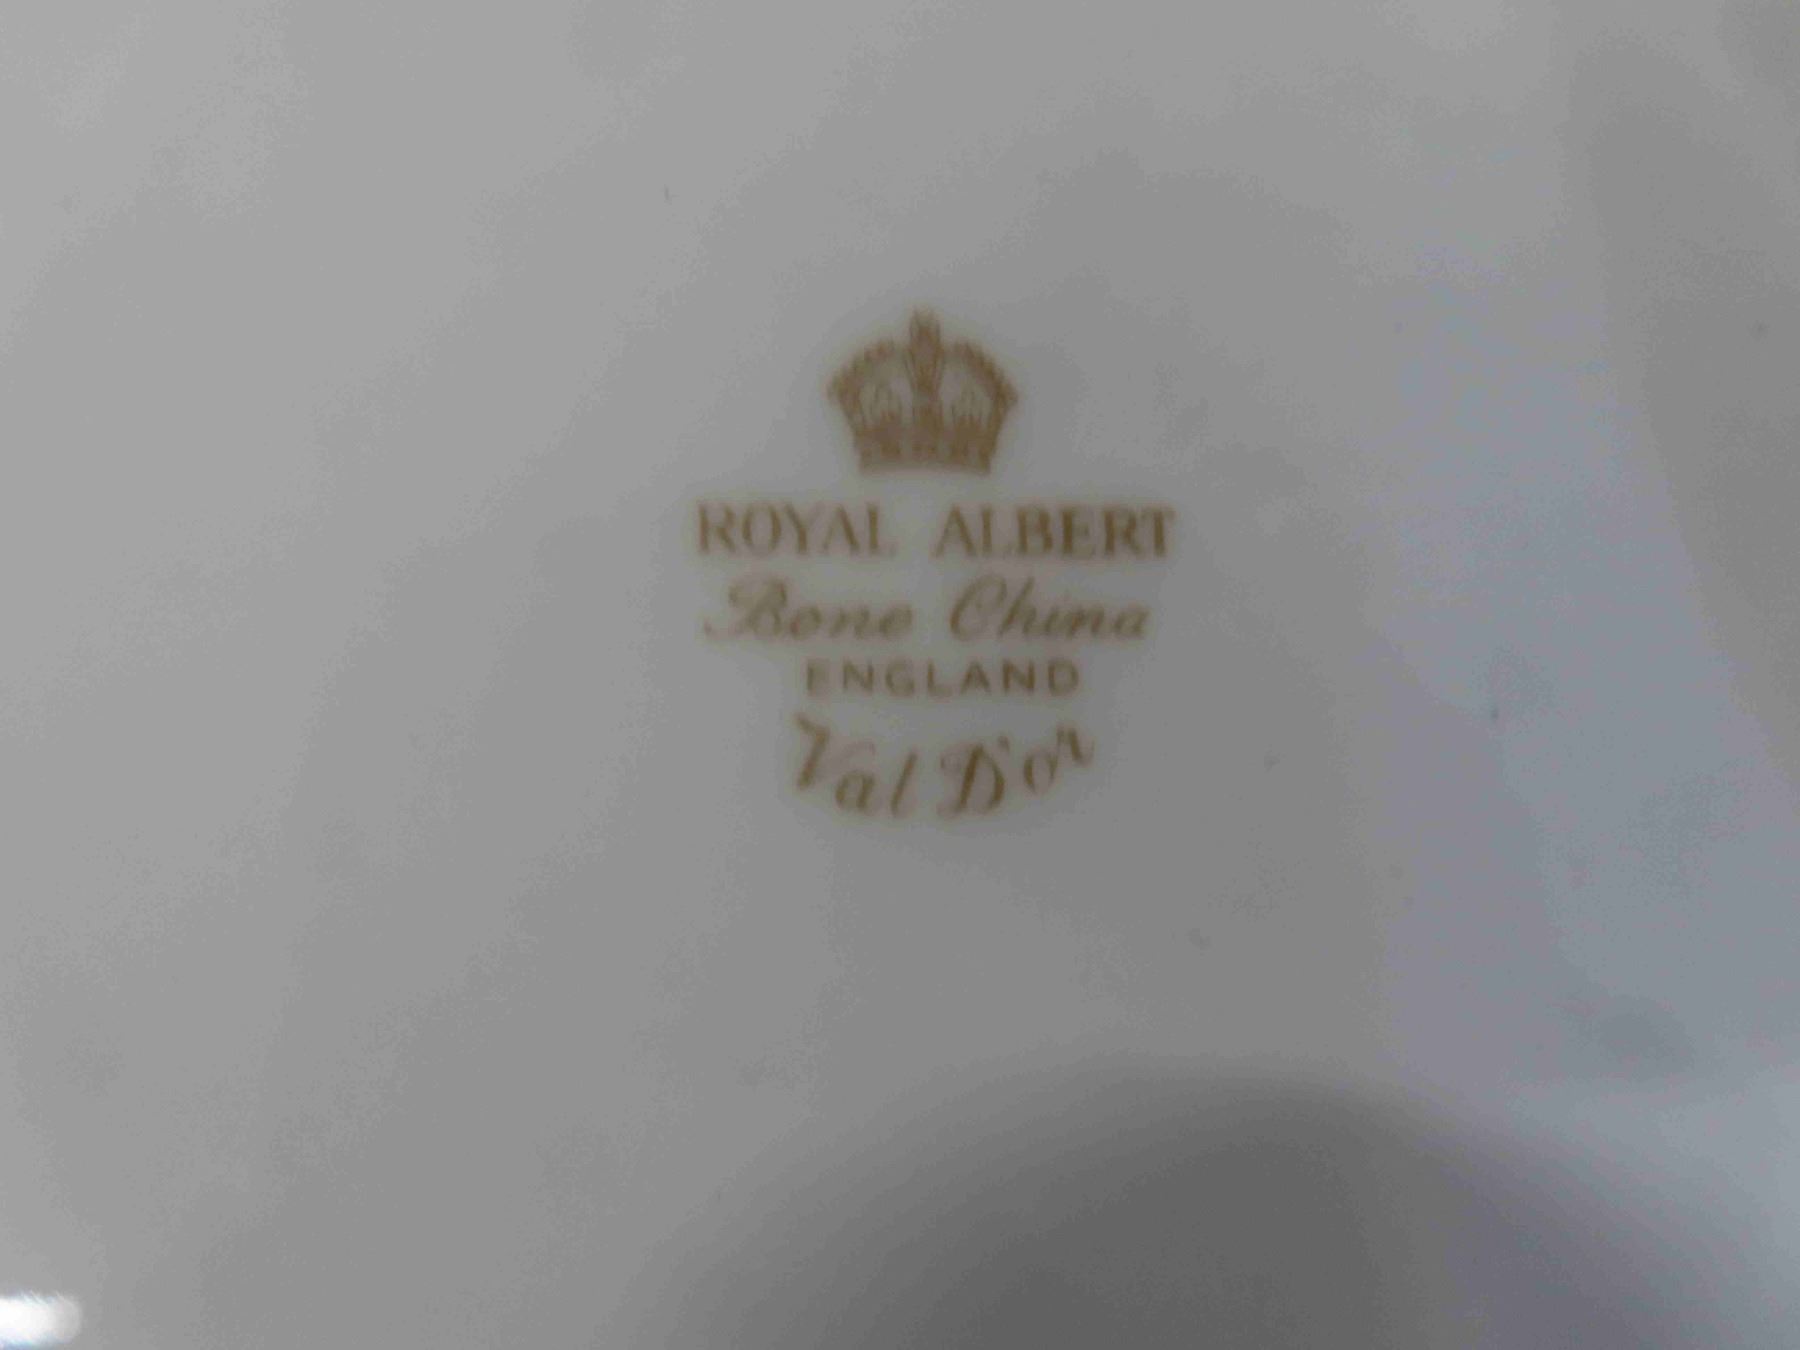 ROYAL ALBERT
Bone China
ENGLAND
Val D'or